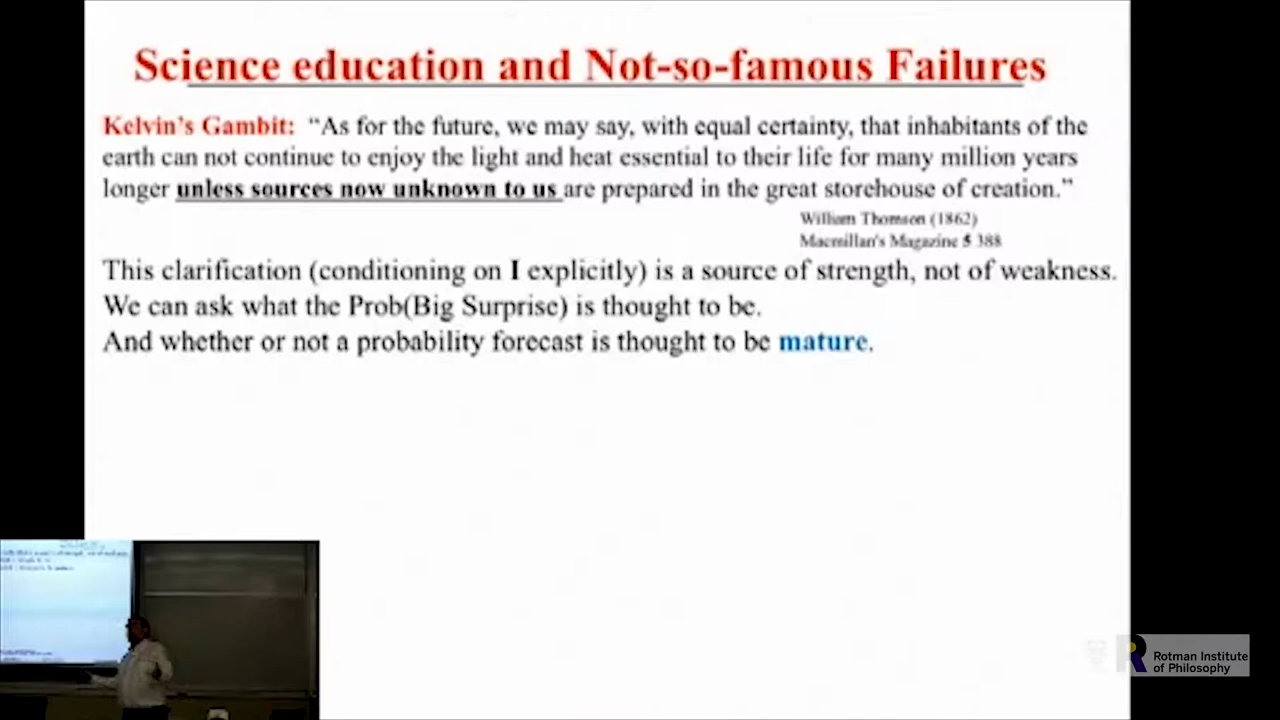 Science education and Not-so-famous Failures
Kelvin's Gambit: “As for the future, we may say, with equal certainty, that inhabitants of the
earth can not continue to enjoy the light and heat essential to their life for many million years
longer unless sources now unknown to us are prepared in the great storehouse of creation.”
William Thomson (1862)
Macmillan's Magazine 5 388
This clarification (conditioning on I explicitly) is a source of strength, not of weakness.
We can ask what the Prob(Big Surprise) is thought to be.
And whether or not a probability forecast is thought to be mature.
Rotman Institute
of Philosophy